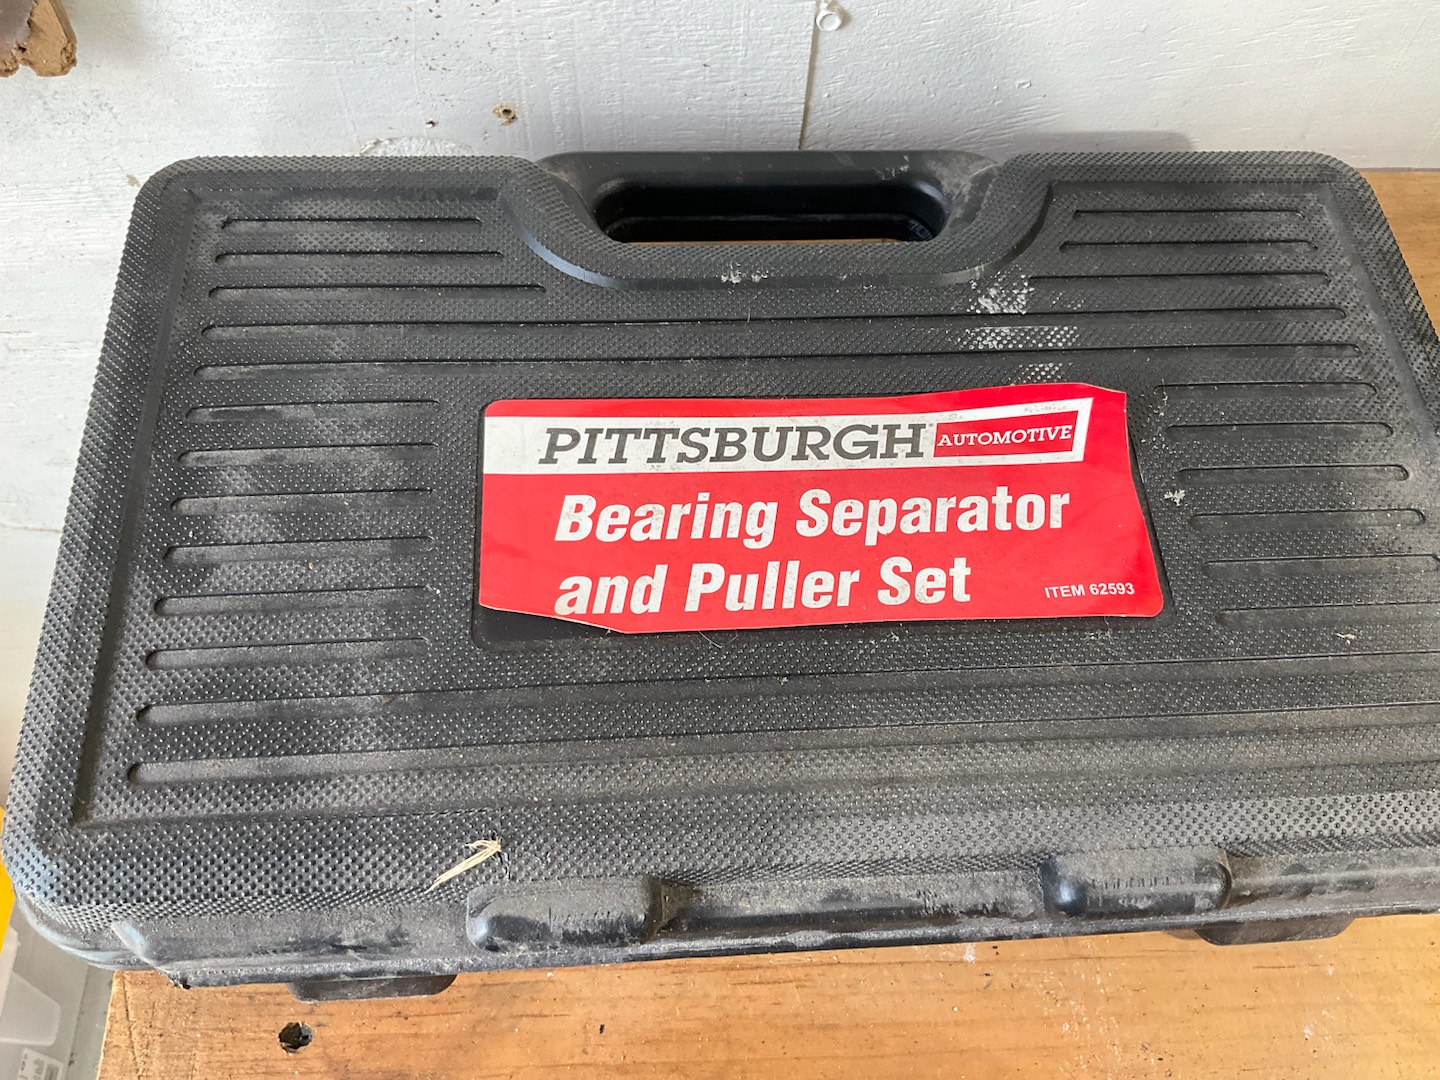 PITTSBURGH AUTOMOTIVE
Bearing Separator
and Puller Set
ITEM 62593